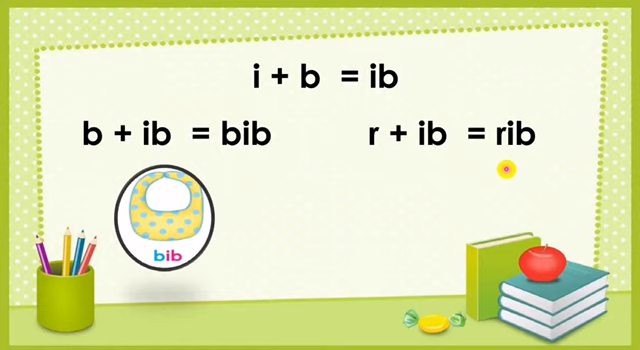 i + b = ib
b + ib = bib
r + ib = rib
bib